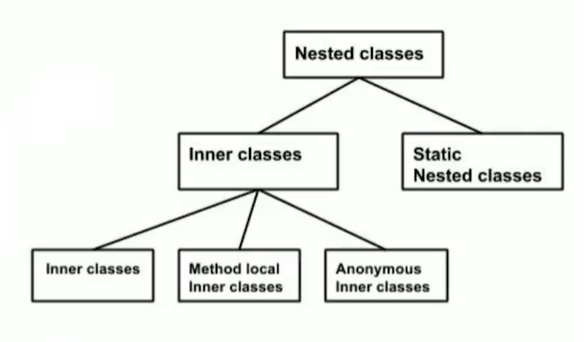 Nested classes
Inner classes
Static
Nested classes
Inner classes
Method local
Inner classes
Anonymous
Inner classes